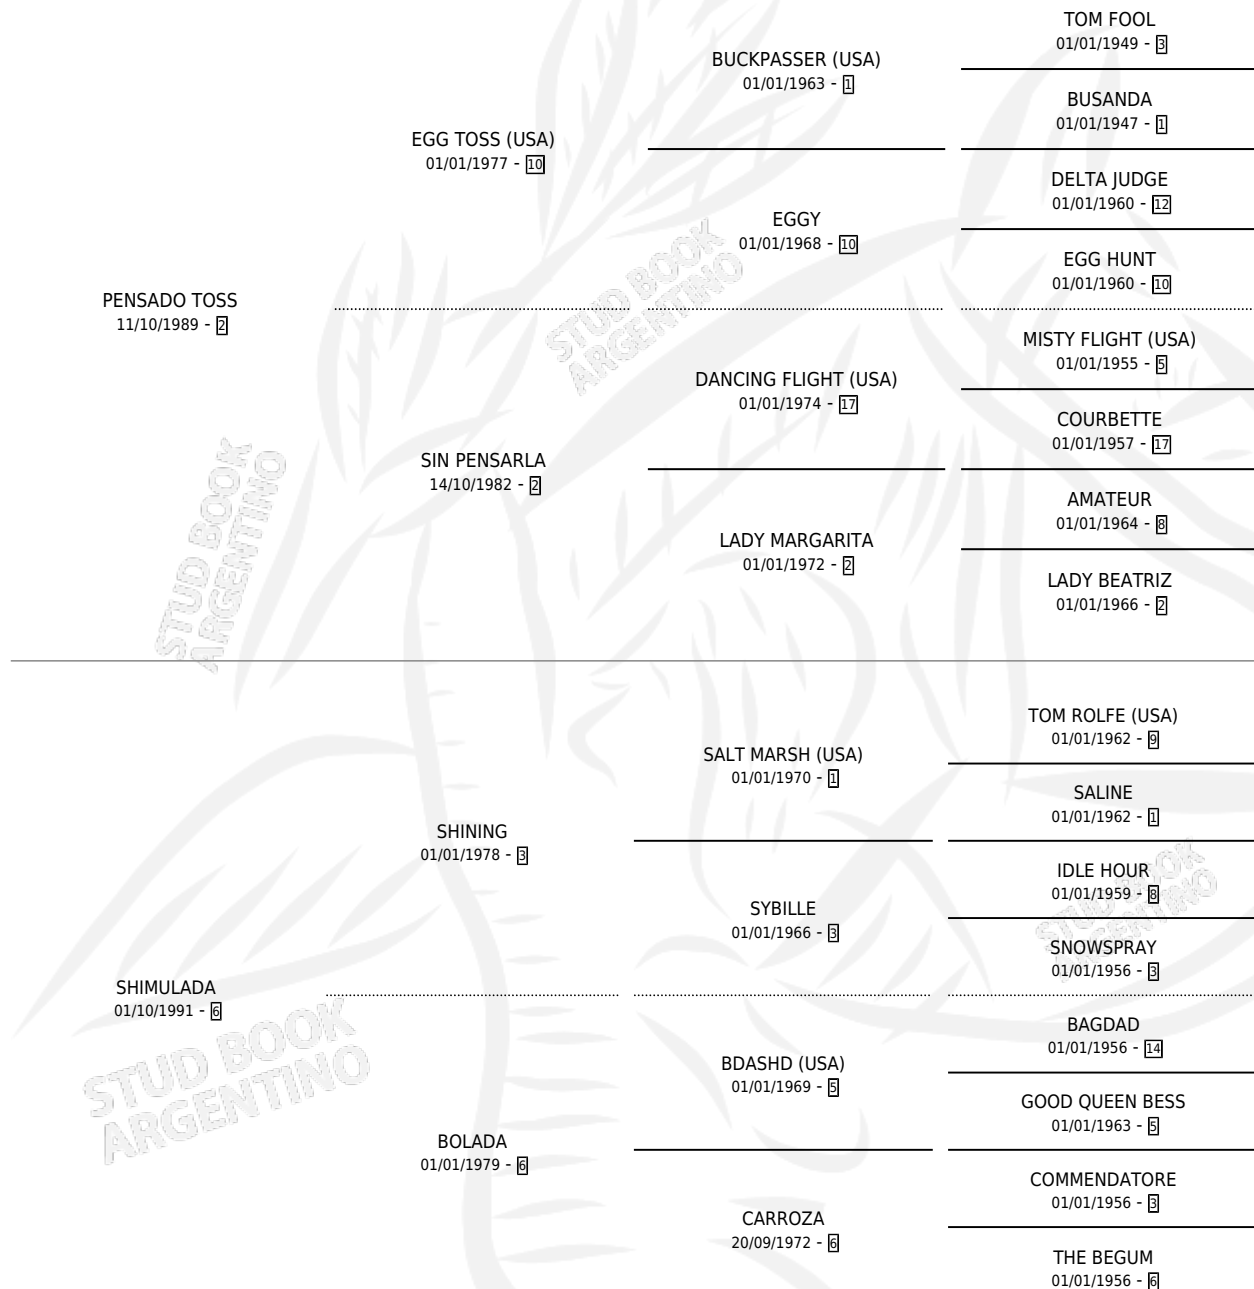 TOM FOOL
01/01/1949 - 3
BUCKPASSER (USA)
01/01/1963 - 1
BUSANDA
01/01/1947 - 1
EGG TOSS (USA)
01/01/1977 - 10
DELTA JUDGE
01/01/1960 - 12
EGGY
01/01/1968 - 10
EGG HUNT
01/01/1960 - 10
PENSADO TOSS
11/10/1989 - 2
MISTY FLIGHT (USA)
01/01/1955 - 5
DANCING FLIGHT (USA)
01/01/1974 - 17
COURBETTE
01/01/1957 - 17
SIN PENSARLA
14/10/1982 - 2
AMATEUR
01/01/1964 - 8
LADY MARGARITA
01/01/1972 - 2
LADY BEATRIZ
01/01/1966 - 2
TOM ROLFE (USA)
01/01/1962 - 9
SALT MARSH (USA)
01/01/1970 - 1
SALINE
01/01/1962 - 1
SHINING
01/01/1978 - 3
IDLE HOUR
01/01/1959 - 8
SYBILLE
01/01/1966 - 3
SNOWSPRAY
01/01/1956 - 3
SHIMULADA
01/10/1991 - 6
BAGDAD
01/01/1956 - 14
BDASHD (USA)
01/01/1969 - 5
GOOD QUEEN BESS
01/01/1963 - 5
BOLADA
01/01/1979 - 6
COMMENDATORE
01/01/1956 - 3
CARROZA
20/09/1972 - 6
THE BEGUM
01/01/1956 - 6
STUD BOOK
ARGENTINO
STUD BOOK
ARGENTINO
STUD BOOK
ARGENTINO
STUD BOOK
ARGENTINO